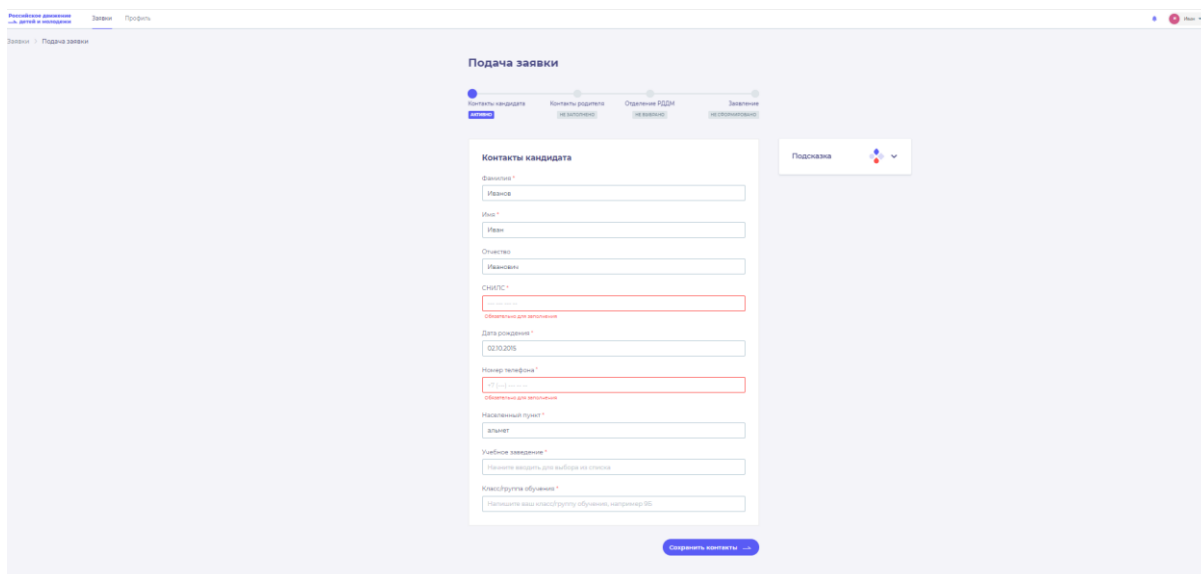 Российское движение
детей и молодежи
Заявки
Профиль
Иван
Заявки > Подача заявки
Подача заявки
Контакты кандидата
Контакты родителя
Отделение РДДМ
Заявление
АКТИВНО
НЕ ЗАПОЛНЕНО
НЕ ВЫБРАНО
НЕ СФОРМИРОВАНО
Контакты кандидата
Подсказка
Фамилия *
Иванов
Имя *
Иван
Отчество
Иванович
СНИЛС *
Обязательно для заполнения
Дата рождения *
02.10.2015
Номер телефона *
Обязательно для заполнения
Населенный пункт *
альмет
Учебное заведение *
Начните вводить для выбора из списка
Класс/группа обучения *
Напишите ваш класс/группу обучения, например 9Б
Сохранить контакты